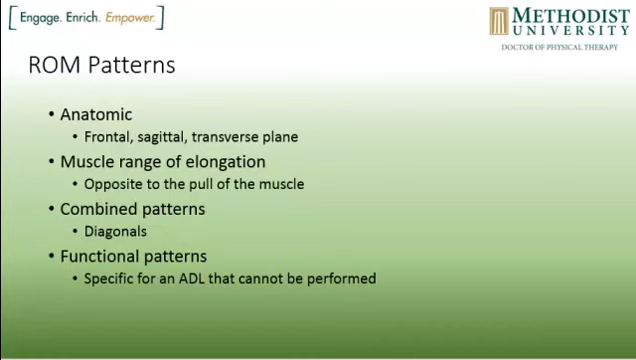 [Engage. Enrich. Empower.]
METHODIST
UNIVERSITY
DOCTOR OF PHYSICAL THERAPY
ROM Patterns
• Anatomic
• Frontal, sagittal, transverse plane
• Muscle range of elongation
• Opposite to the pull of the muscle
• Combined patterns
• Diagonals
• Functional patterns
• Specific for an ADL that cannot be performed